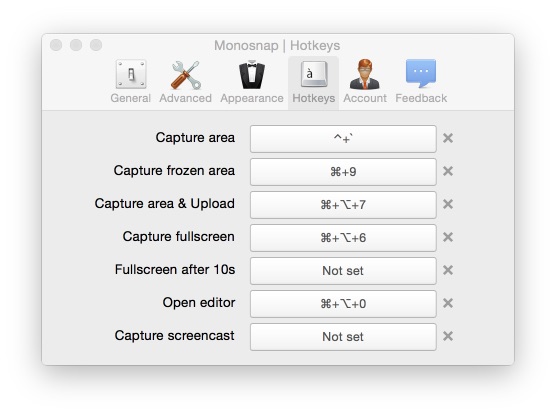 Monosnap | Hotkeys
General Advanced Appearance Hotkeys Account Feedback
Capture area ^+`
Capture frozen area ⌘+9
Capture area & Upload ⌘+⌥+7
Capture fullscreen ⌘+⌥+6
Fullscreen after 10s Not set
Open editor ⌘+⌥+0
Capture screencast Not set